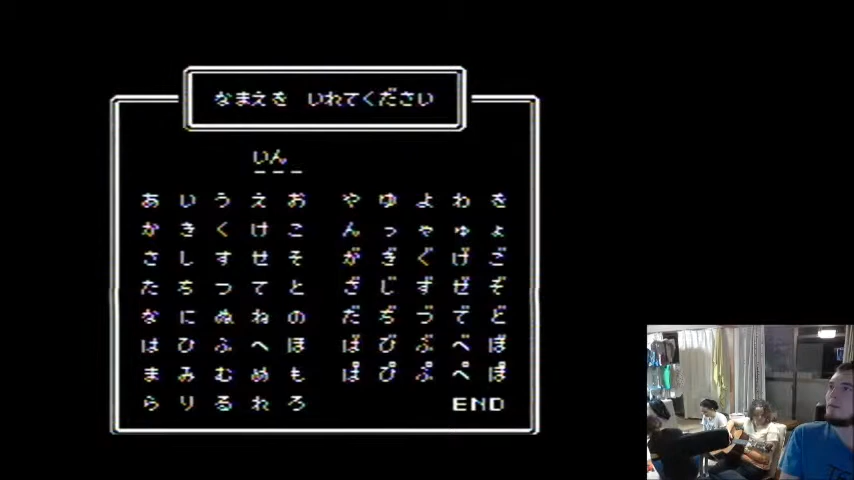 なまえを いれてください
いん
あ い う え お や ゆ よ わ を
か き く け こ ん っ ゃ ゅ ょ
さ し す せ そ が ぎ ぐ げ ご
た ち つ て と ざ じ ず ぜ ぞ
な に ぬ ね の だ ぢ づ で ど
は ひ ふ へ ほ ば び ぶ べ ぼ
ま み む め も ぱ ぴ ぷ ぺ ぽ
ら り る れ ろ END